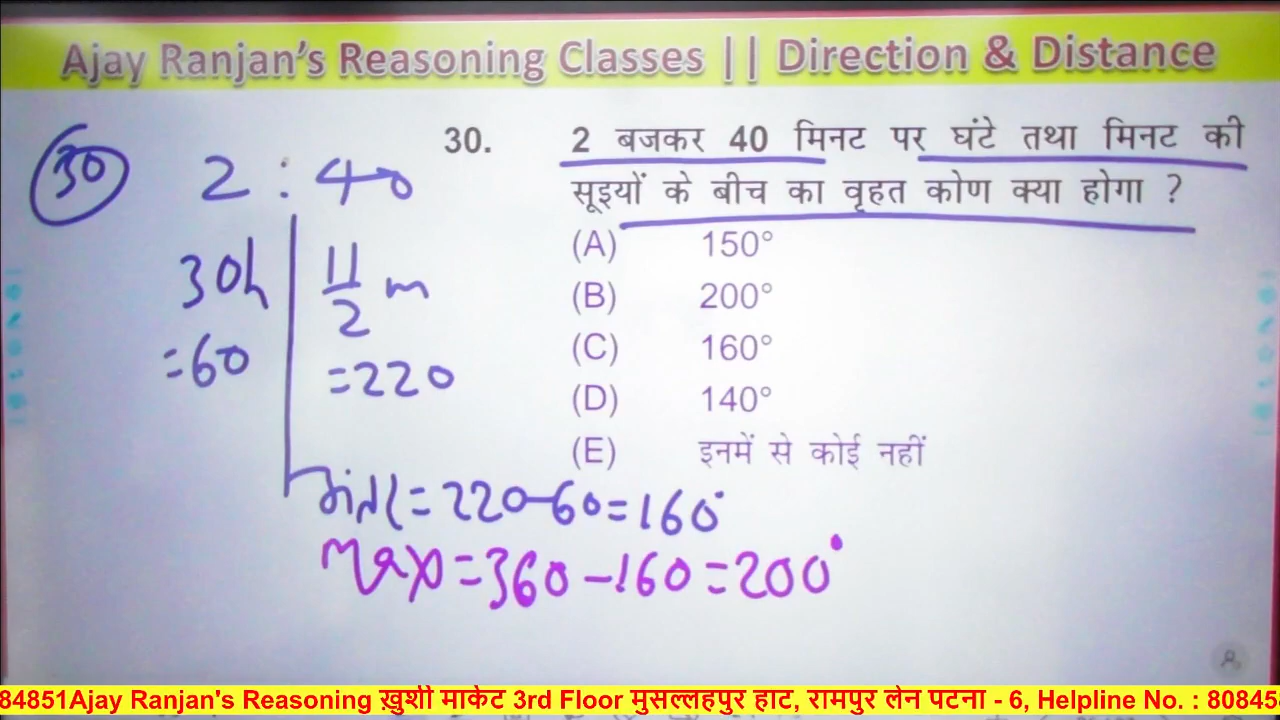 Ajay Ranjan's Reasoning Classes || Direction & Distance
30
2 : 40
30h
11/2 m
=60
=220
अंतर = 220-60 = 160°
Max = 360 - 160 = 200°
30. 2 बजकर 40 मिनट पर घंटे तथा मिनट की
सूइयों के बीच का वृहत कोण क्या होगा ?
(A) 150°
(B) 200°
(C) 160°
(D) 140°
(E) इनमें से कोई नहीं
84851Ajay Ranjan's Reasoning ख़ुशी मार्केट 3rd Floor मुसल्लहपुर हाट, रामपुर लेन पटना - 6, Helpline No. : 80845